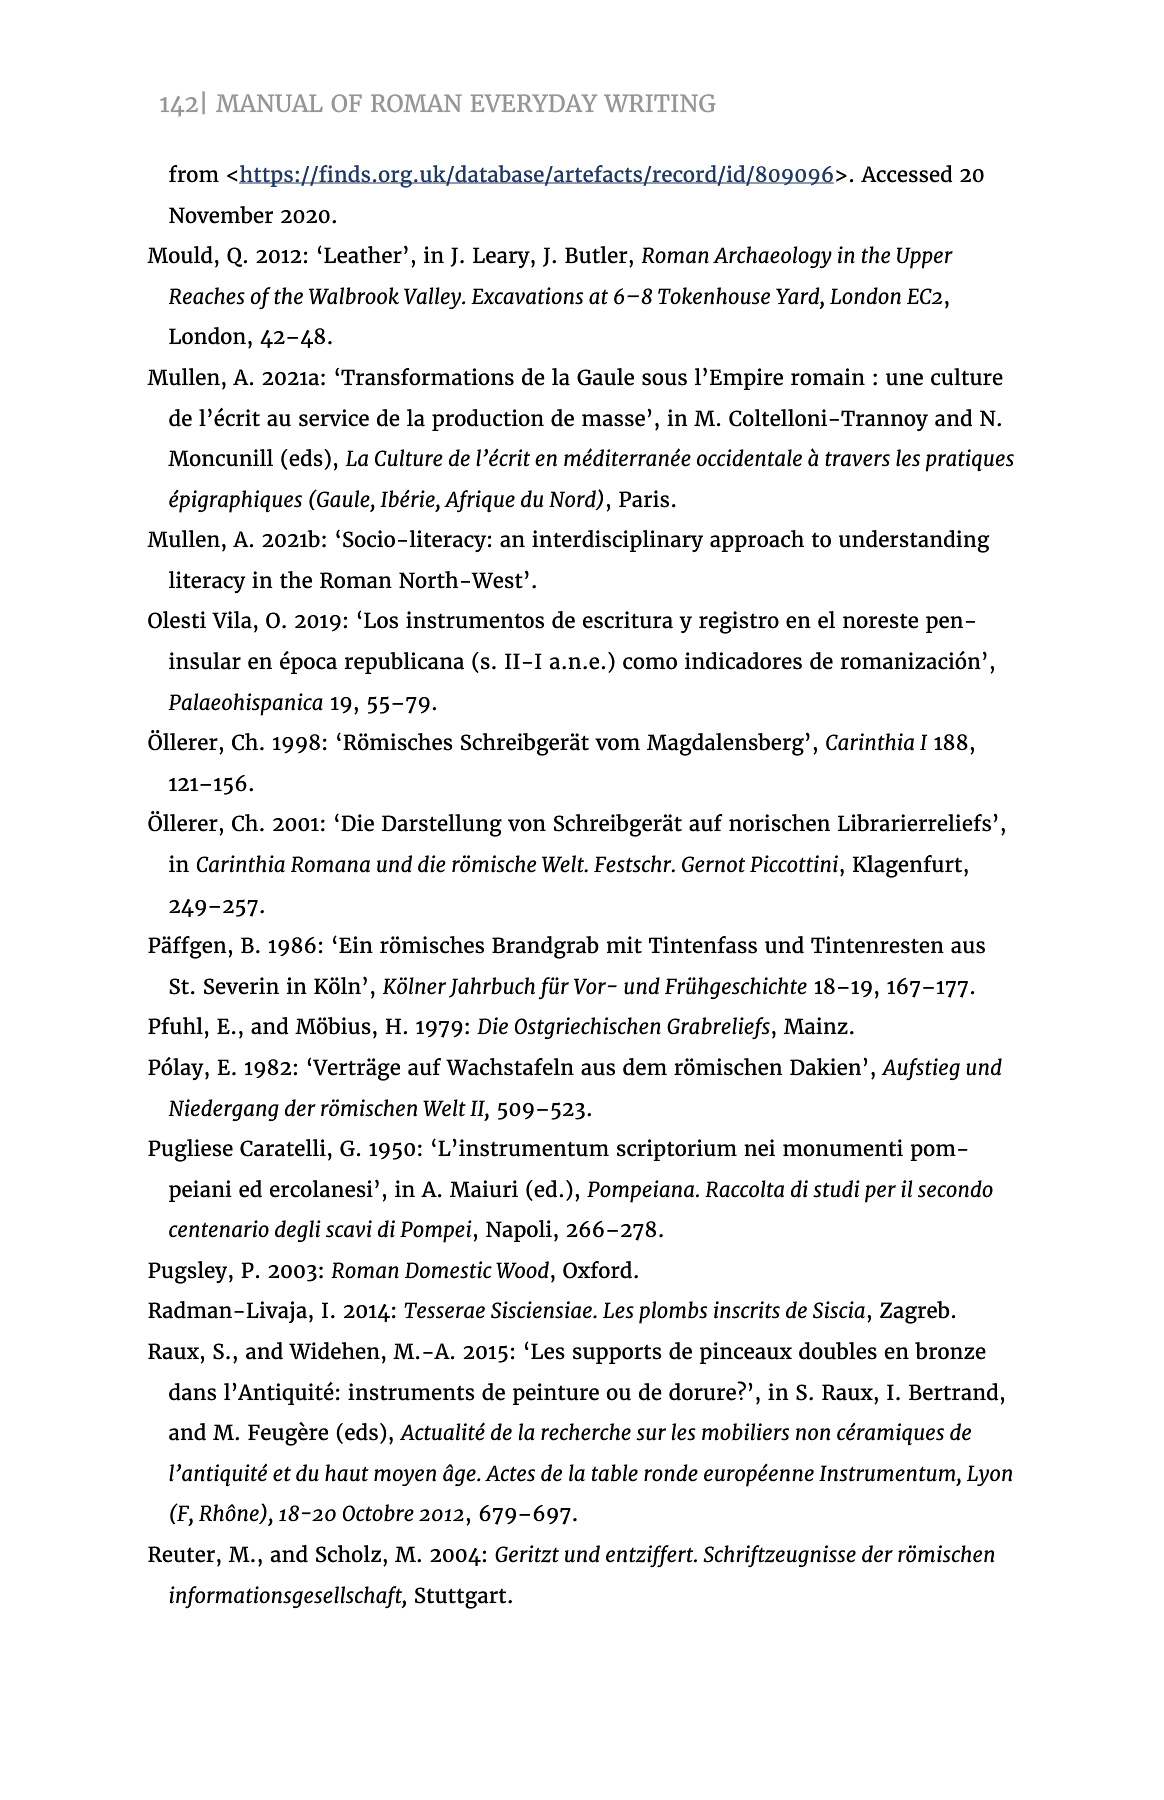 142| MANUAL OF ROMAN EVERYDAY WRITING
from <https://finds.org.uk/database/artefacts/record/id/809096>. Accessed 20
November 2020.
Mould, Q. 2012: ‘Leather’, in J. Leary, J. Butler, Roman Archaeology in the Upper
Reaches of the Walbrook Valley. Excavations at 6–8 Tokenhouse Yard, London EC2,
London, 42–48.
Mullen, A. 2021a: ‘Transformations de la Gaule sous l’Empire romain : une culture
de l’écrit au service de la production de masse’, in M. Coltelloni-Trannoy and N.
Moncunill (eds), La Culture de l’écrit en méditerranée occidentale à travers les pratiques
épigraphiques (Gaule, Ibérie, Afrique du Nord), Paris.
Mullen, A. 2021b: ‘Socio-literacy: an interdisciplinary approach to understanding
literacy in the Roman North-West’.
Olesti Vila, O. 2019: ‘Los instrumentos de escritura y registro en el noreste pen-
insular en época republicana (s. II-I a.n.e.) como indicadores de romanización’,
Palaeohispanica 19, 55–79.
Öllerer, Ch. 1998: ‘Römisches Schreibgerät vom Magdalensberg’, Carinthia I 188,
121–156.
Öllerer, Ch. 2001: ‘Die Darstellung von Schreibgerät auf norischen Librarierreliefs’,
in Carinthia Romana und die römische Welt. Festschr. Gernot Piccottini, Klagenfurt,
249–257.
Päffgen, B. 1986: ‘Ein römisches Brandgrab mit Tintenfass und Tintenresten aus
St. Severin in Köln’, Kölner Jahrbuch für Vor- und Frühgeschichte 18–19, 167–177.
Pfuhl, E., and Möbius, H. 1979: Die Ostgriechischen Grabreliefs, Mainz.
Pólay, E. 1982: ‘Verträge auf Wachstafeln aus dem römischen Dakien’, Aufstieg und
Niedergang der römischen Welt II, 509–523.
Pugliese Caratelli, G. 1950: ‘L’instrumentum scriptorium nei monumenti pom-
peiani ed ercolanesi’, in A. Maiuri (ed.), Pompeiana. Raccolta di studi per il secondo
centenario degli scavi di Pompei, Napoli, 266–278.
Pugsley, P. 2003: Roman Domestic Wood, Oxford.
Radman-Livaja, I. 2014: Tesserae Sisciensiae. Les plombs inscrits de Siscia, Zagreb.
Raux, S., and Widehen, M.-A. 2015: ‘Les supports de pinceaux doubles en bronze
dans l’Antiquité: instruments de peinture ou de dorure?’, in S. Raux, I. Bertrand,
and M. Feugère (eds), Actualité de la recherche sur les mobiliers non céramiques de
l’antiquité et du haut moyen âge. Actes de la table ronde européenne Instrumentum, Lyon
(F, Rhône), 18-20 Octobre 2012, 679–697.
Reuter, M., and Scholz, M. 2004: Geritzt und entziffert. Schriftzeugnisse der römischen
informationsgesellschaft, Stuttgart.